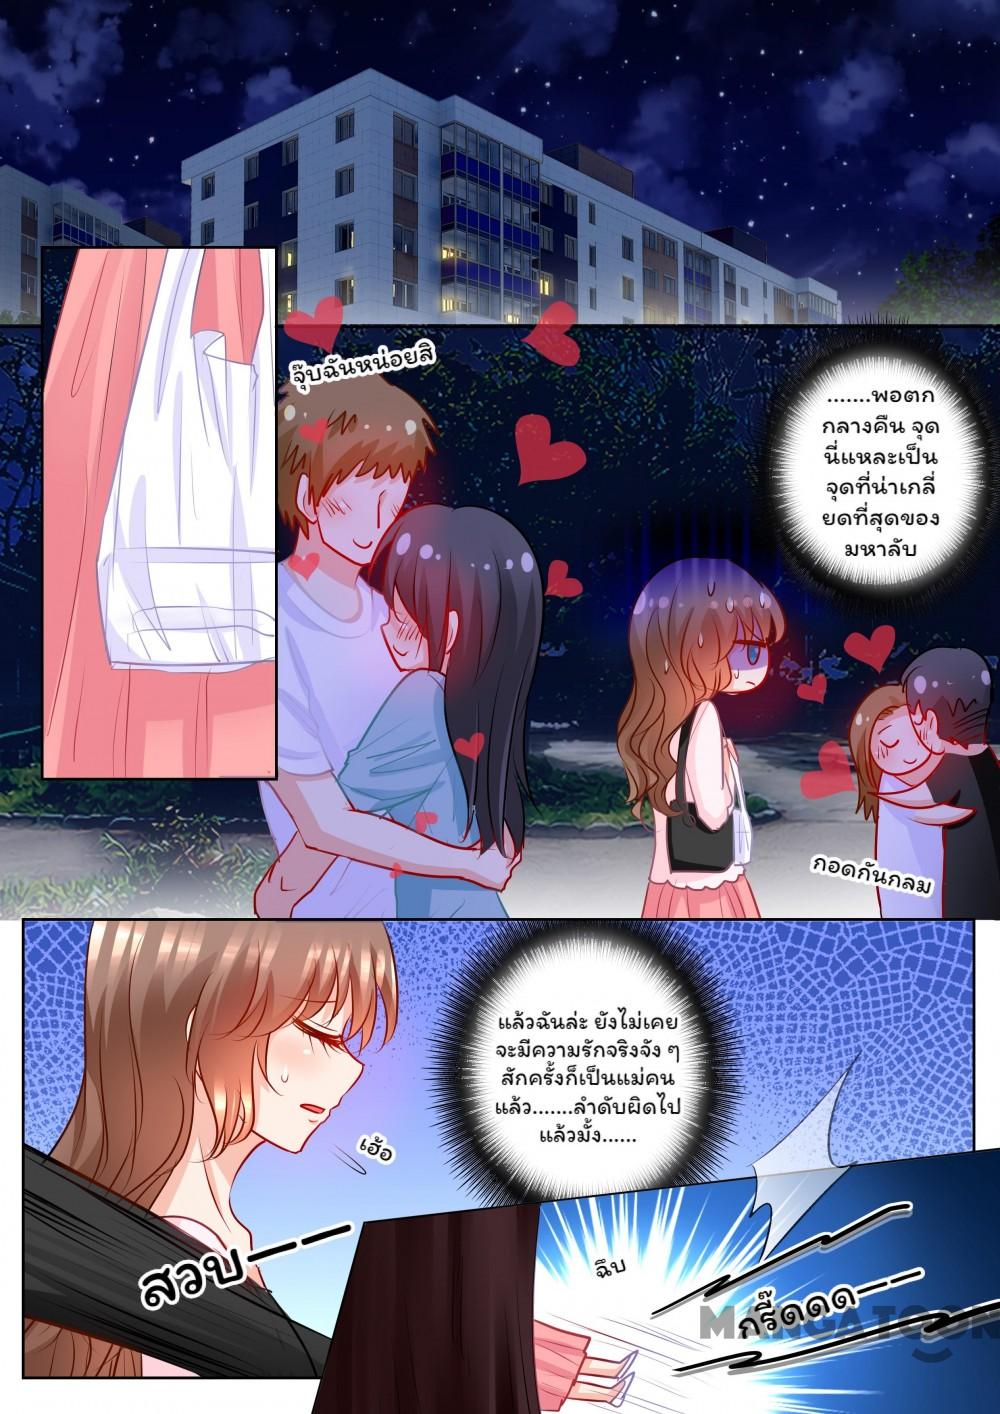 จุ๊บฉันหน่อยสิ
.......พอตก
กลางคืน จุด
นี่แหละเป็น
จุดที่น่าเกลี่
ยดที่สุดของ
มหาลับ
กอดกันกลม
แล้วฉันล่ะ ยังไม่เคย
จะมีความรักจริงจัง ๆ
สักครั้งก็เป็นแม่คน
แล้ว.......ลำดับผิดไป
แล้วมั้ง......
เฮ้อ
สวบ——
ฉึบ
กรี๊ดดด——
MANGATOON